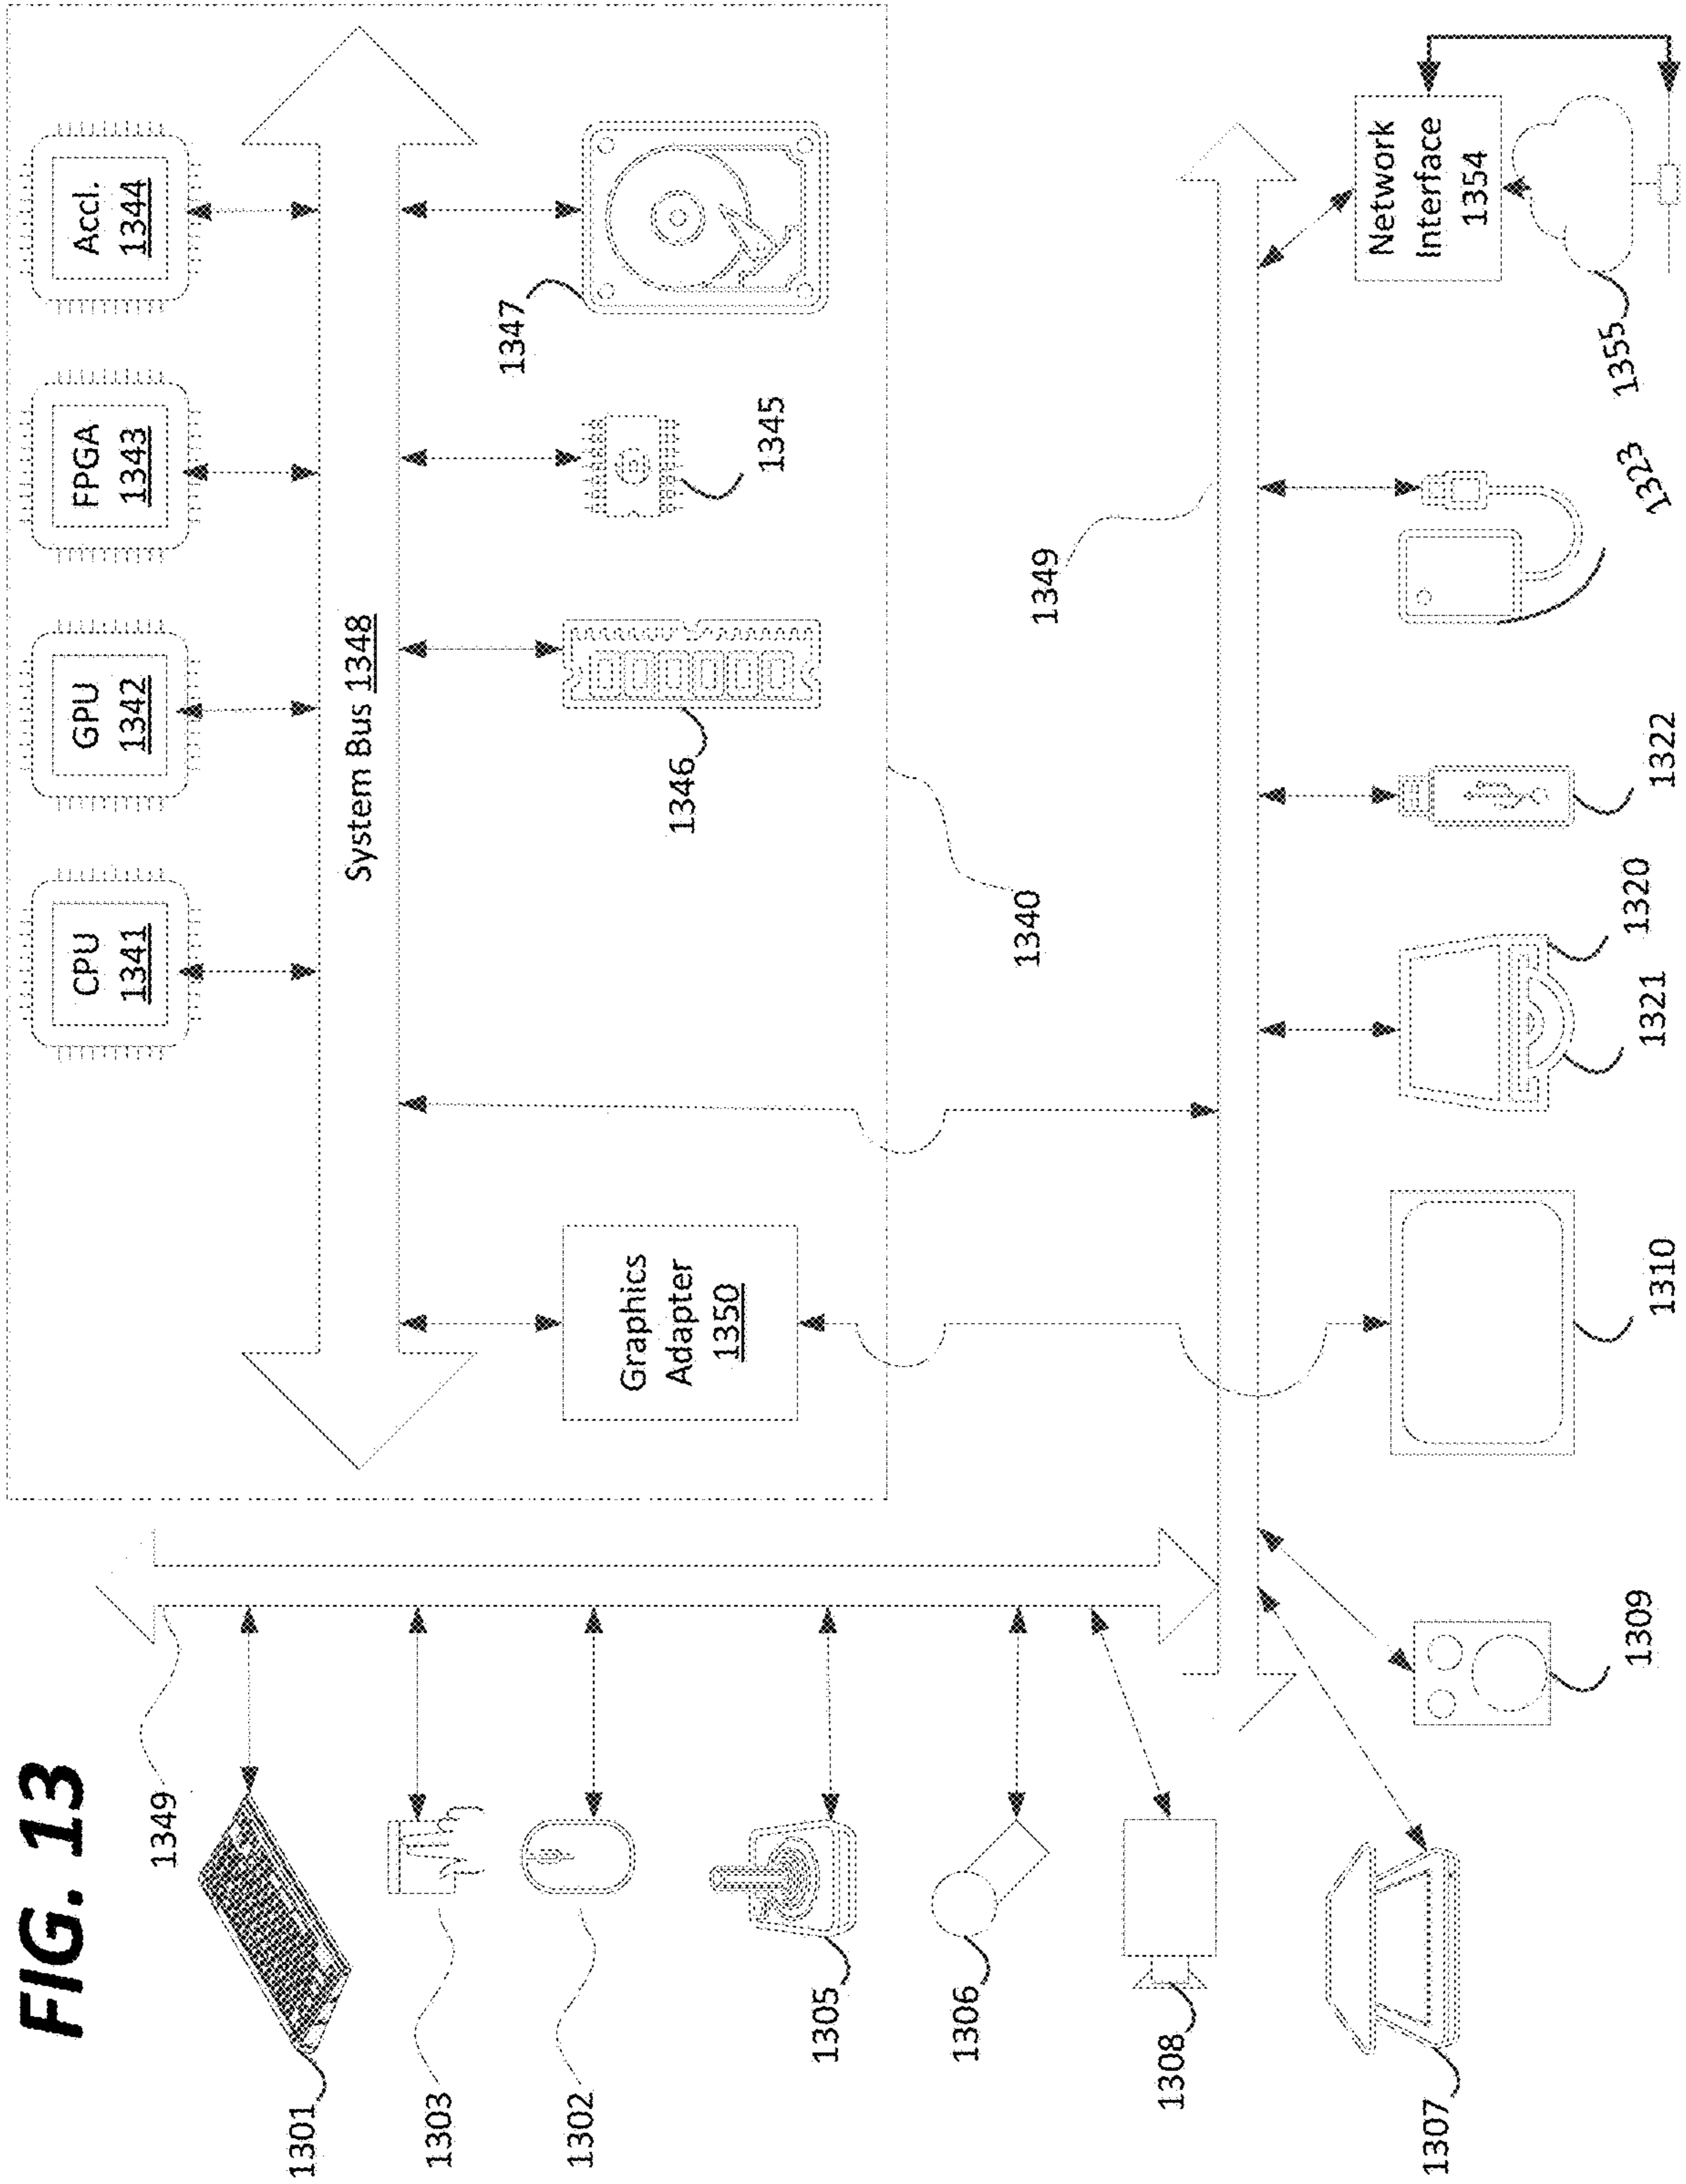 FIG. 13
1349
1301
1303
1302
1305
1306
1308
1307
CPU
1341
GPU
1342
FPGA
1343
Accl.
1344
System Bus 1348
Graphics
Adapter
1350
1346
1345
1347
1340
1349
1309
1310
1321
1320
1322
1323
Network
Interface
1354
1355